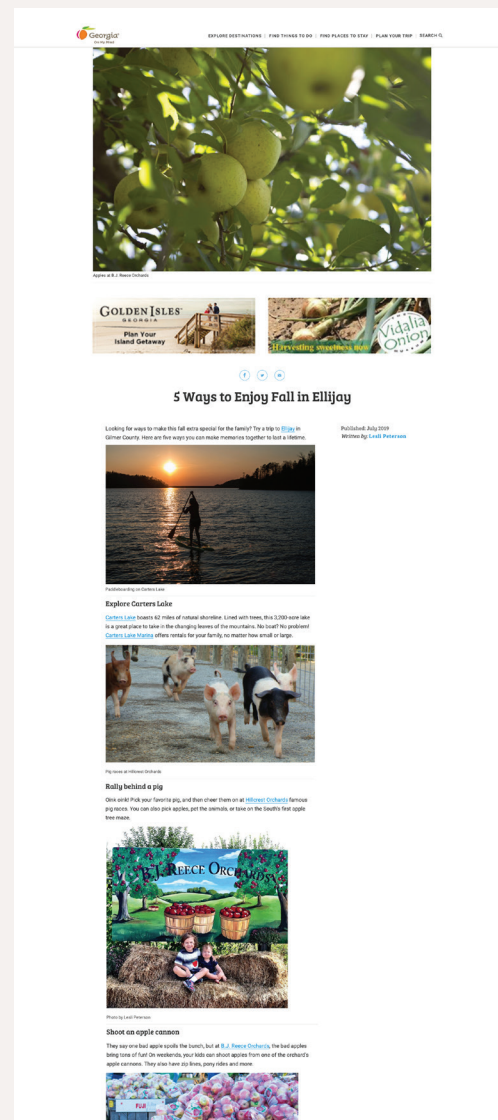 Georgia
On My Mind
EXPLORE DESTINATIONS | FIND THINGS TO DO | FIND PLACES TO STAY | PLAN YOUR TRIP | SEARCH
Apples at B.J. Reece Orchards
GOLDEN ISLES
GEORGIA
Plan Your
Island Getaway
Harvesting sweetness now
Vidalia
Onion
5 Ways to Enjoy Fall in Ellijay
Looking for ways to make this fall extra special for the family? Try a trip to Ellijay in
Gilmer County. Here are five ways you can make memories together to last a lifetime.
Published: July 2019
Written by: Lesli Peterson
Paddleboarding on Carters Lake
Explore Carters Lake
Carters Lake boasts 62 miles of natural shoreline. Lined with trees, this 3,200-acre lake
is a great place to take in the changing leaves of the mountains. No boat? No problem!
Carters Lake Marina offers rentals for your family, no matter how small or large.
Pig races at Hillcrest Orchards
Rally behind a pig
Oink oink! Pick your favorite pig, and then cheer them on at Hillcrest Orchards famous
pig races. You can also pick apples, pet the animals, or take on the South's first apple
tree maze.
B.J. REECE ORCHARDS
Photo by Lesli Peterson
Shoot an apple cannon
They say one bad apple spoils the bunch, but at B.J. Reece Orchards, the bad apples
bring tons of fun! On weekends, your kids can shoot apples from one of the orchard's
apple cannons. They also have zip lines, pony rides and more.
FUJI